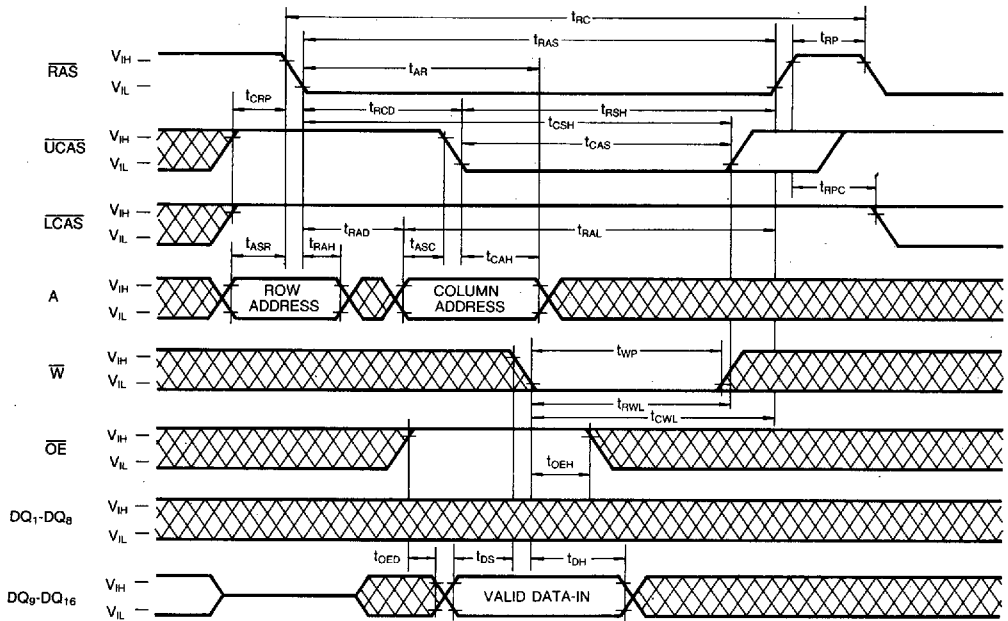 tRC
tRAS
tRP
RAS VIH
VIL
tAR
tCRP
tRCD
tRSH
tCSH
UCAS VIH
VIL
tCAS
tRPC
LCAS VIH
VIL
tASR
tRAH
tRAD
tASC
tRAL
tCAH
A VIH
VIL
ROW
ADDRESS
COLUMN
ADDRESS
W VIH
VIL
tWP
tRWL
tCWL
OE VIH
VIL
tOEH
DQ1-DQ8 VIH
VIL
tOED
tDS
tDH
DQ9-DQ16 VIH
VIL
VALID DATA-IN